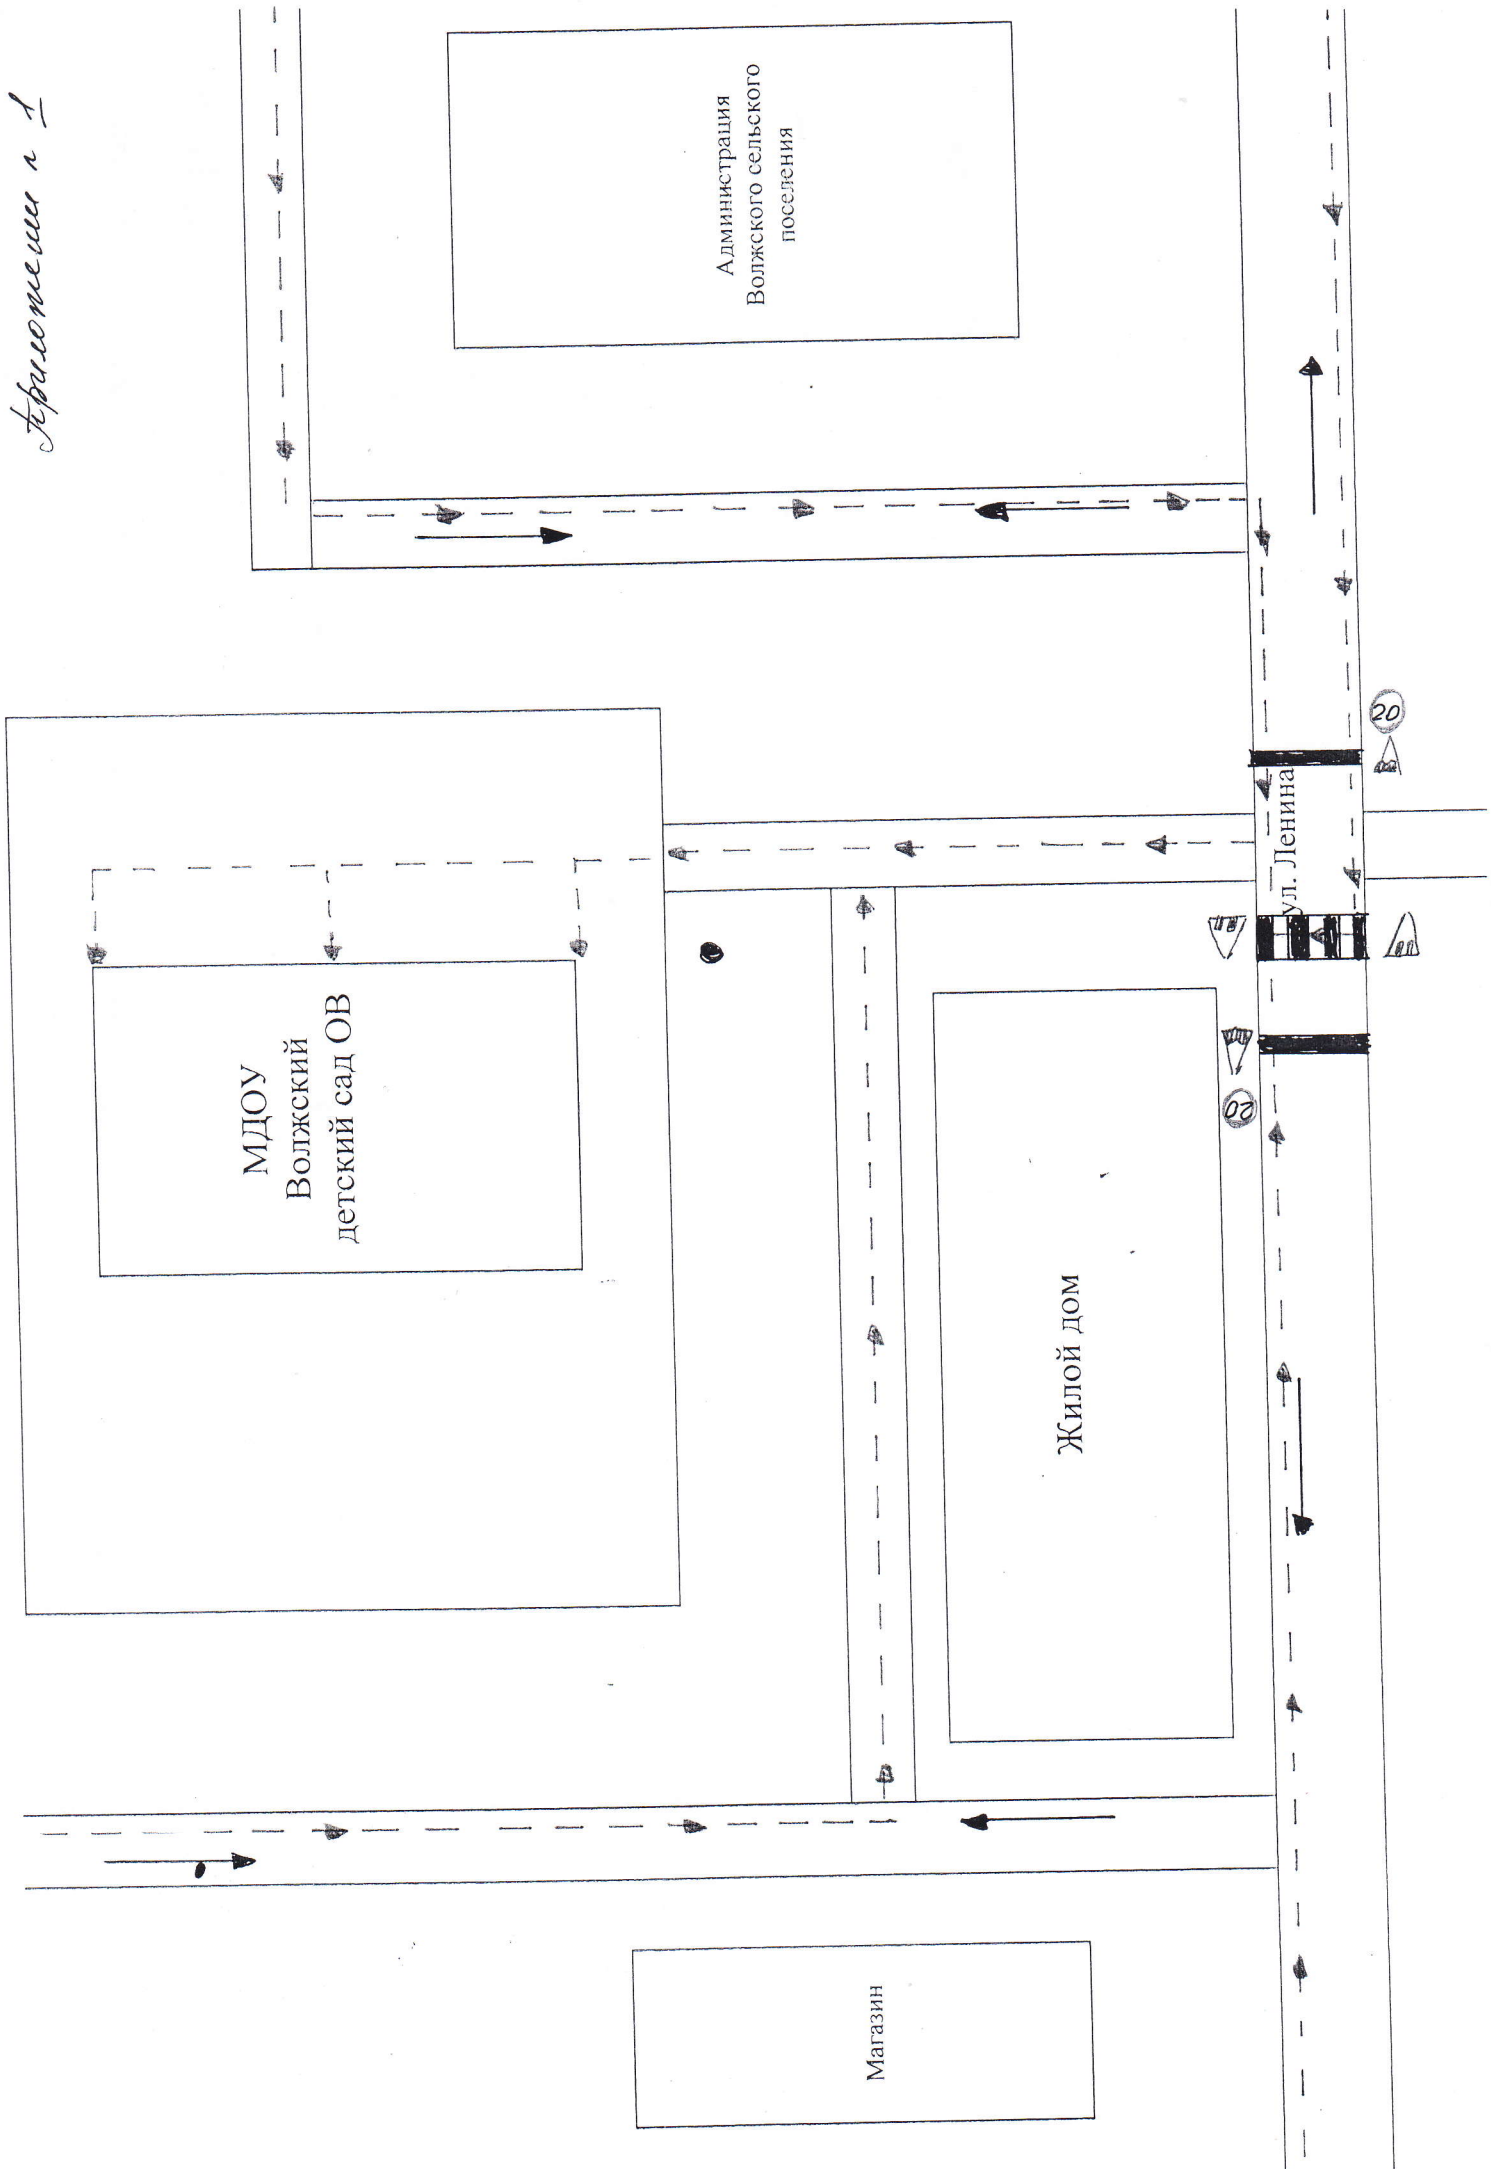 Приложение 1
МДОУ
Волжский
детский сад ОВ
Администрация
Волжского сельского
поселения
Магазин
Жилой дом
20
ул. Ленина
20